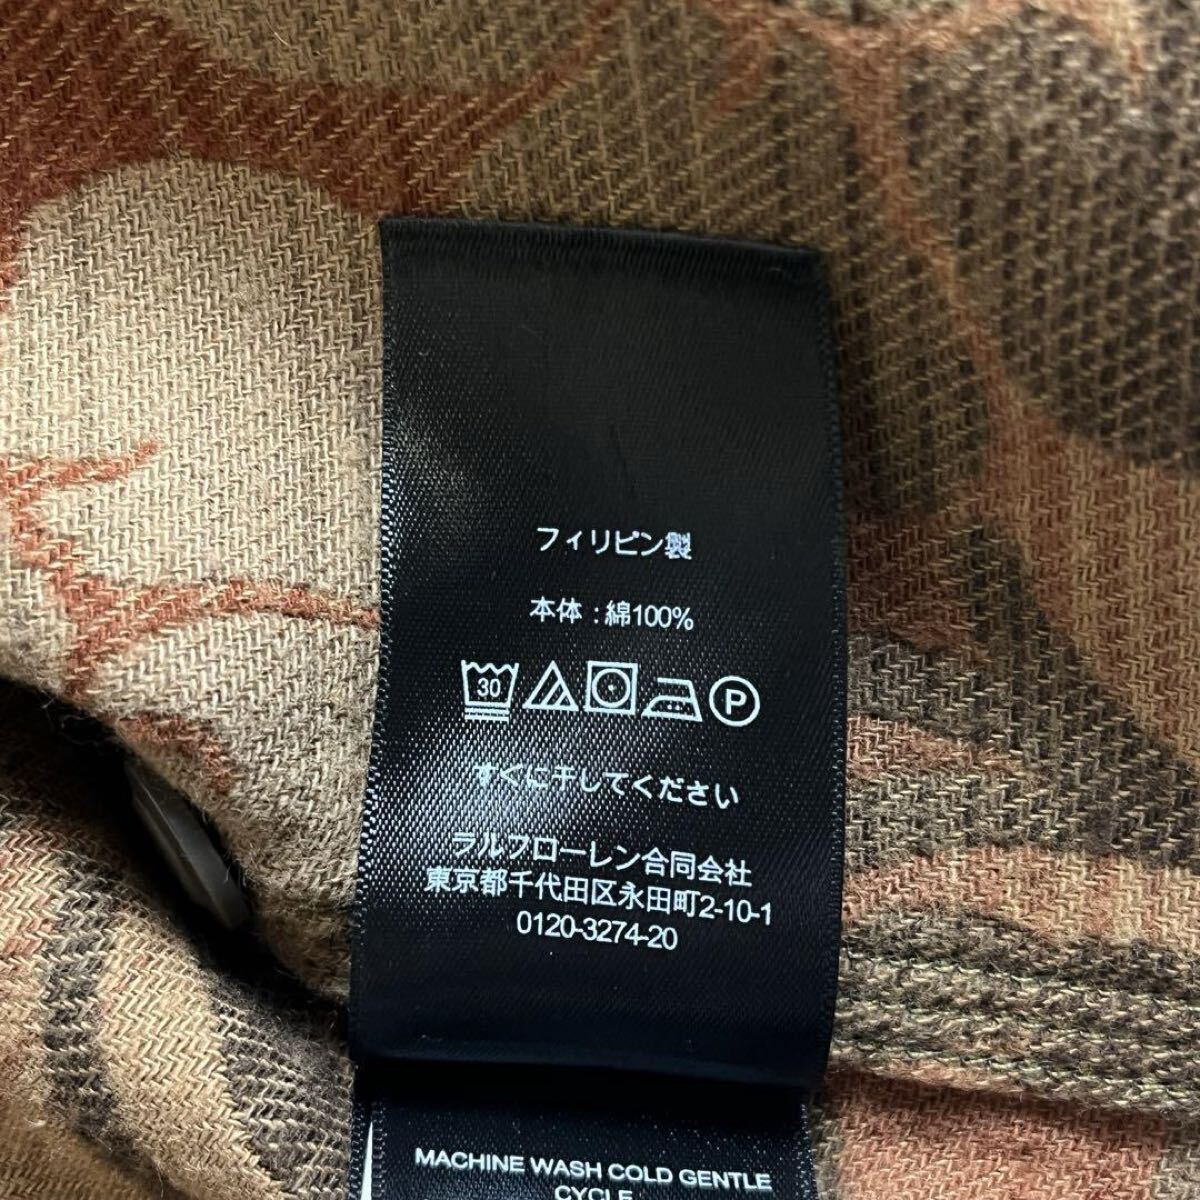 フィリピン製
本体：綿100%
30
P
すぐに干してください
ラルフローレン合同会社
東京都千代田区永田町2-10-1
0120-3274-20
MACHINE WASH COLD GENTLE
CYCLE